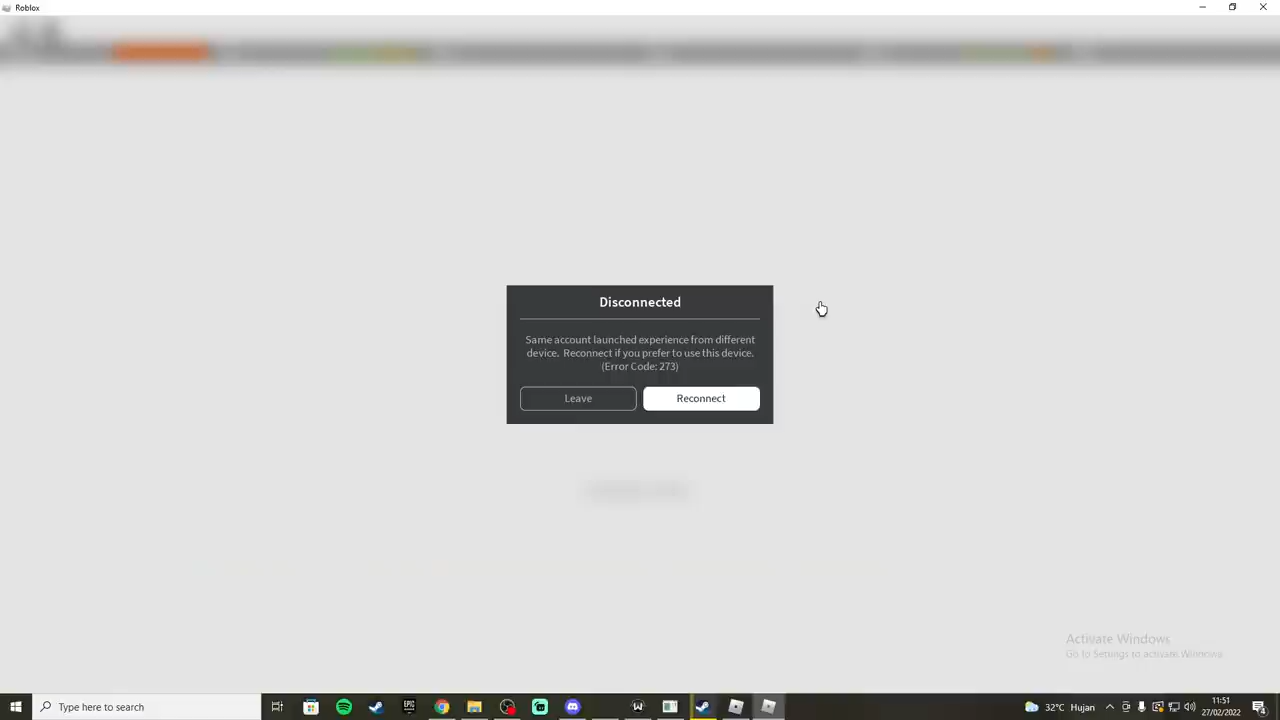 Roblox
Disconnected
Same account launched experience from different
device. Reconnect if you prefer to use this device.
(Error Code: 273)
Leave
Reconnect
Activate Windows
Go to Settings to activate Windows.
Type here to search
EPIC
32°C Hujan
11:51
27/02/2022
4